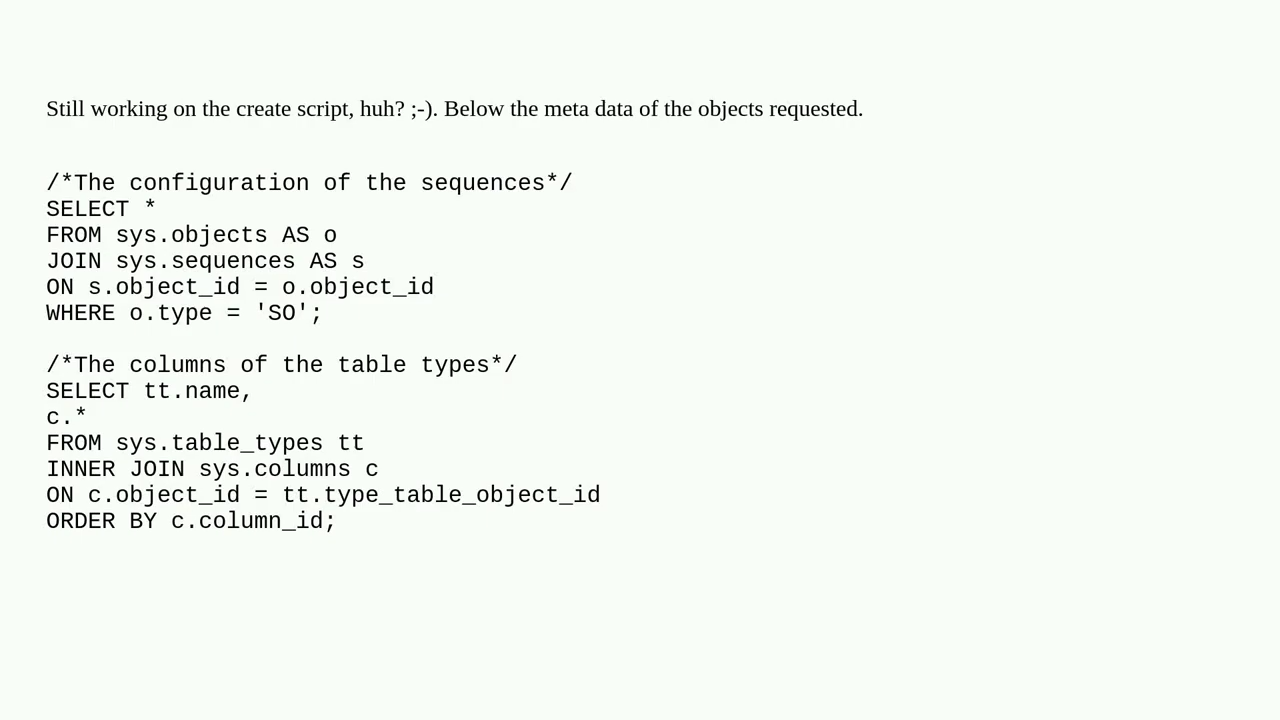 Still working on the create script, huh? ;-). Below the meta data of the objects requested.
/*The configuration of the sequences*/
SELECT *
FROM sys.objects AS o
JOIN sys.sequences AS s
ON s.object_id = o.object_id
WHERE o.type = 'SO';
/*The columns of the table types*/
SELECT tt.name,
c.*
FROM sys.table_types tt
INNER JOIN sys.columns c
ON c.object_id = tt.type_table_object_id
ORDER BY c.column_id;